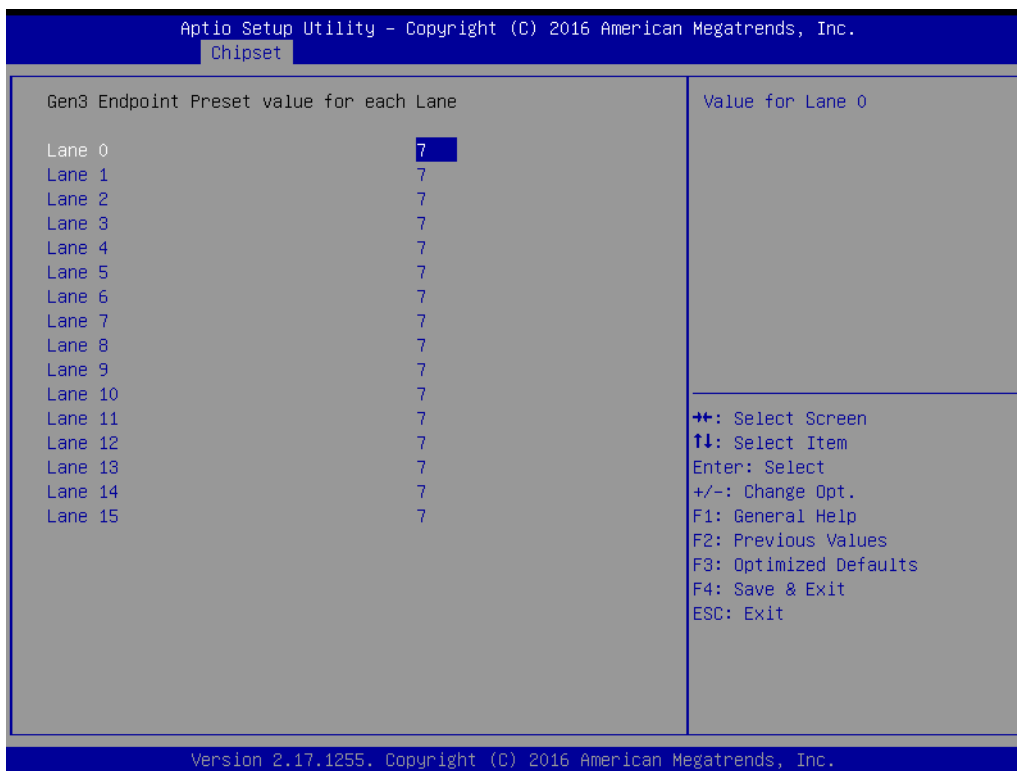 Aptio Setup Utility – Copyright (C) 2016 American Megatrends, Inc.
Chipset
Gen3 Endpoint Preset value for each Lane
Lane 0 7
Lane 1 7
Lane 2 7
Lane 3 7
Lane 4 7
Lane 5 7
Lane 6 7
Lane 7 7
Lane 8 7
Lane 9 7
Lane 10 7
Lane 11 7
Lane 12 7
Lane 13 7
Lane 14 7
Lane 15 7
Value for Lane 0
→←: Select Screen
↑↓: Select Item
Enter: Select
+/-: Change Opt.
F1: General Help
F2: Previous Values
F3: Optimized Defaults
F4: Save & Exit
ESC: Exit
Version 2.17.1255. Copyright (C) 2016 American Megatrends, Inc.